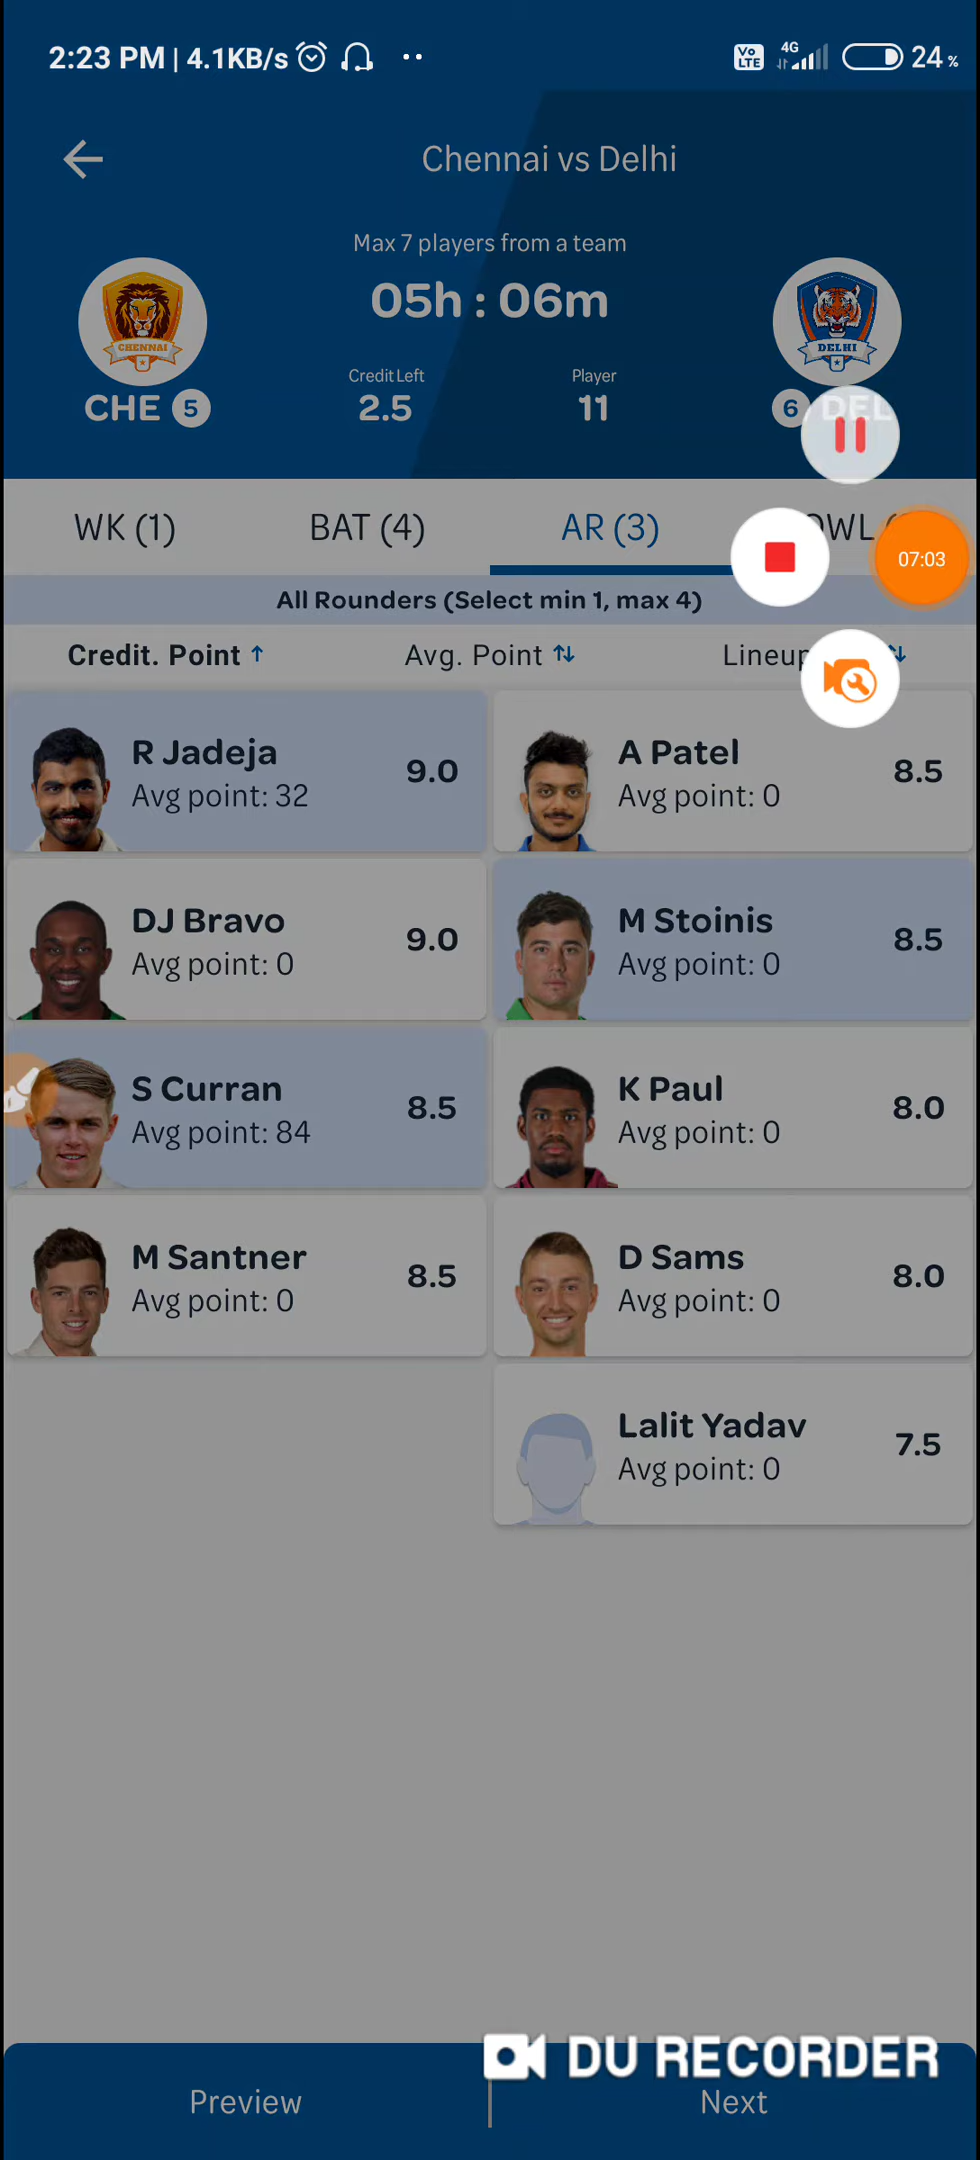 2:23 PM | 4.1KB/s
Vo LTE 4G 24 %
Chennai vs Delhi
Max 7 players from a team
05h : 06m
CHENNAI
DELHI
Credit Left
Player
CHE 5
2.5
11
6 DEL
WK (1)
BAT (4)
AR (3)
07:03
All Rounders (Select min 1, max 4)
Credit. Point ↑
Avg. Point
R Jadeja
Avg point: 32
9.0
A Patel
Avg point: 0
8.5
DJ Bravo
Avg point: 0
9.0
M Stoinis
Avg point: 0
8.5
S Curran
Avg point: 84
8.5
K Paul
Avg point: 0
8.0
M Santner
Avg point: 0
8.5
D Sams
Avg point: 0
8.0
Lalit Yadav
Avg point: 0
7.5
DU RECORDER
Preview
Next